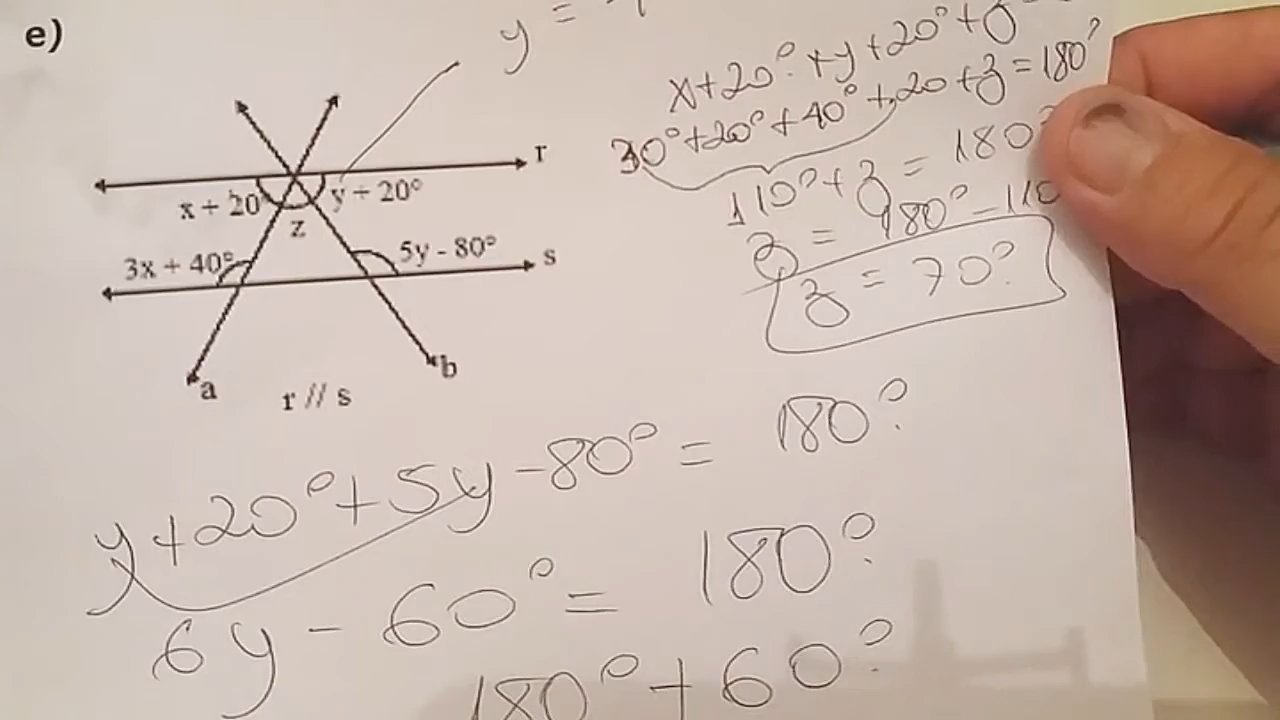 e)
y =
x + 20° + y + 20° + z
30° + 20° + 40° + 20 + z = 180°
110° + z = 180°
z = 180° - 110
z = 70°
r
x + 20°
y + 20°
z
3x + 40°
5y - 80°
s
a
b
r // s
y + 20° + 5y - 80° = 180°
6y - 60° = 180°
180° + 60°